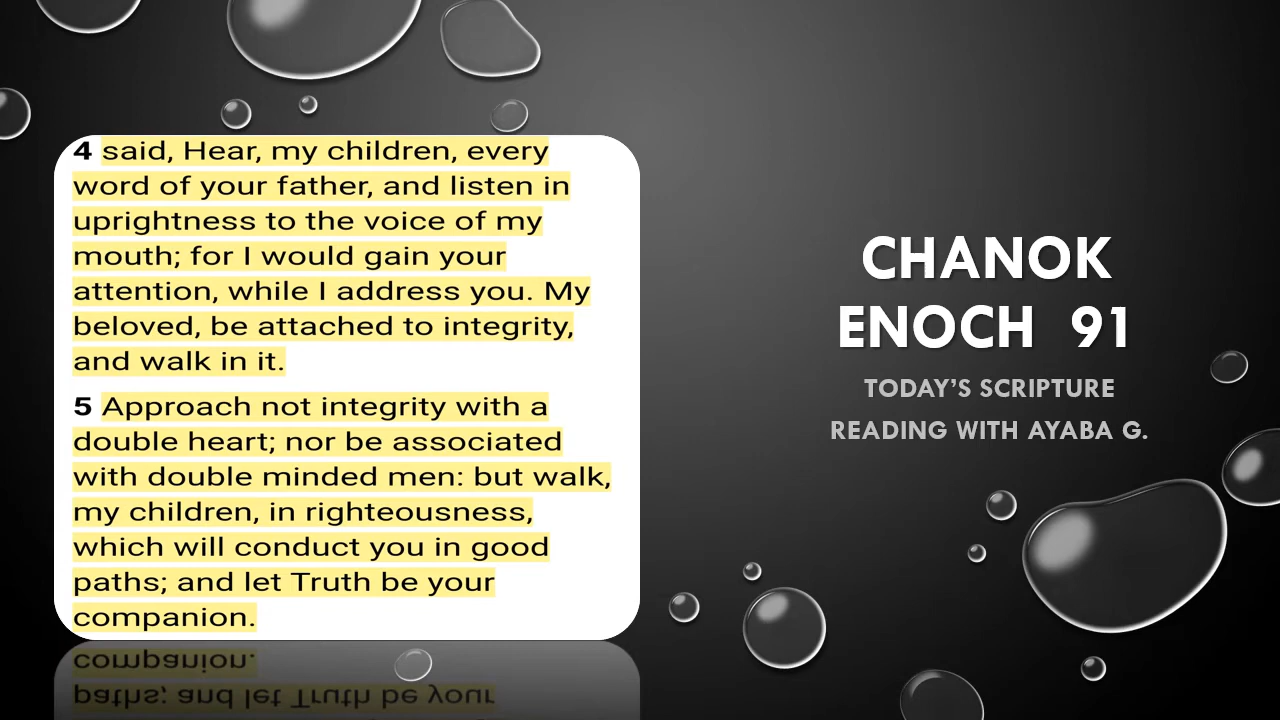 4 said, Hear, my children, every
word of your father, and listen in
uprightness to the voice of my
mouth; for I would gain your
attention, while I address you. My
beloved, be attached to integrity,
and walk in it.
5 Approach not integrity with a
double heart; nor be associated
with double minded men: but walk,
my children, in righteousness,
which will conduct you in good
paths; and let Truth be your
companion.
CHANOK
ENOCH 91
TODAY'S SCRIPTURE
READING WITH AYABA G.